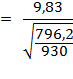 = 9,83
√796,2
930